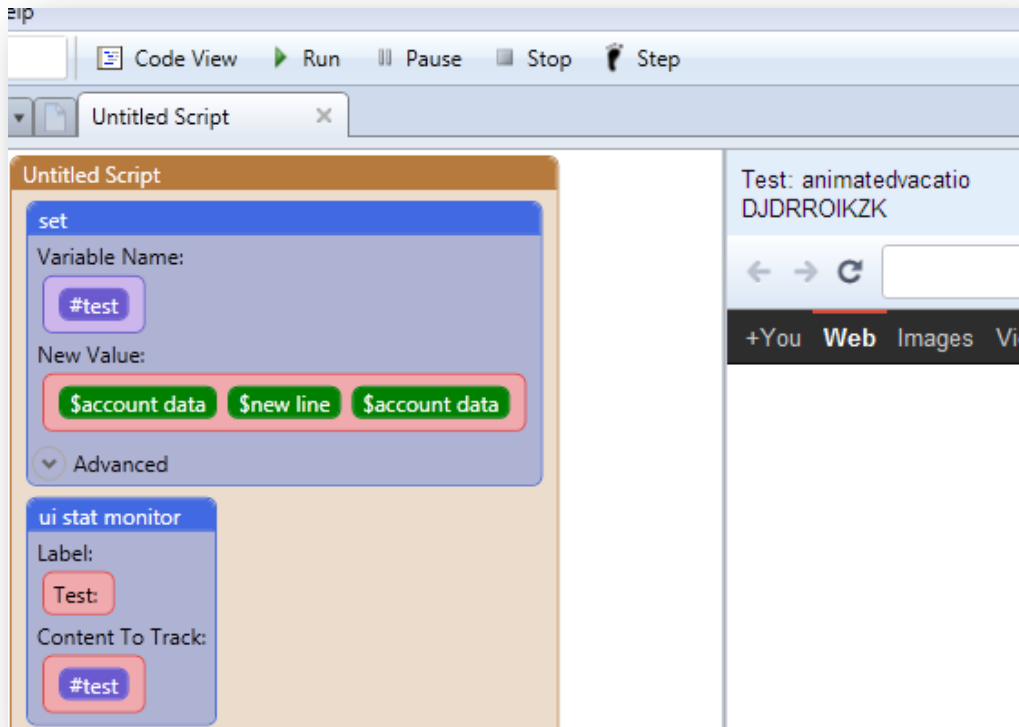 Code View Run Pause Stop Step
Untitled Script
Untitled Script
set
Variable Name:
#test
New Value:
$account data $new line $account data
Advanced
ui stat monitor
Label:
Test:
Content To Track:
#test
Test: animatedvacatio
DJDRROIKZK
+You Web Images